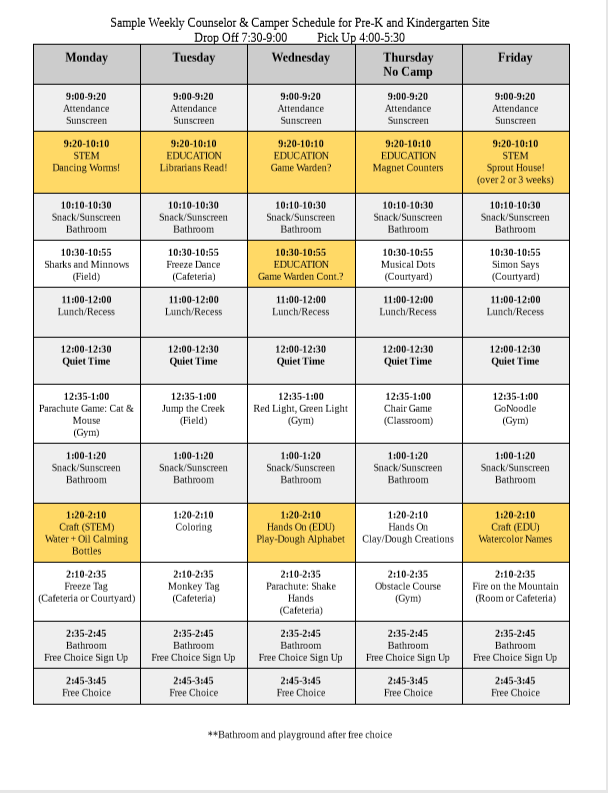 Sample Weekly Counselor & Camper Schedule for Pre-K and Kindergarten Site
Drop Off 7:30-9:00 Pick Up 4:00-5:30
Monday
Tuesday
Wednesday
Thursday
No Camp
Friday
9:00-9:20
Attendance
Sunscreen
9:00-9:20
Attendance
Sunscreen
9:00-9:20
Attendance
Sunscreen
9:00-9:20
Attendance
Sunscreen
9:00-9:20
Attendance
Sunscreen
9:20-10:10
STEM
Dancing Worms!
9:20-10:10
EDUCATION
Librarians Read!
9:20-10:10
EDUCATION
Game Warden?
9:20-10:10
EDUCATION
Magnet Counters
9:20-10:10
STEM
Sprout House!
(over 2 or 3 weeks)
10:10-10:30
Snack/Sunscreen
Bathroom
10:10-10:30
Snack/Sunscreen
Bathroom
10:10-10:30
Snack/Sunscreen
Bathroom
10:10-10:30
Snack/Sunscreen
Bathroom
10:10-10:30
Snack/Sunscreen
Bathroom
10:30-10:55
Sharks and Minnows
(Field)
10:30-10:55
Freeze Dance
(Cafeteria)
10:30-10:55
EDUCATION
Game Warden Cont.?
10:30-10:55
Musical Dots
(Courtyard)
10:30-10:55
Simon Says
(Courtyard)
11:00-12:00
Lunch/Recess
11:00-12:00
Lunch/Recess
11:00-12:00
Lunch/Recess
11:00-12:00
Lunch/Recess
11:00-12:00
Lunch/Recess
12:00-12:30
Quiet Time
12:00-12:30
Quiet Time
12:00-12:30
Quiet Time
12:00-12:30
Quiet Time
12:00-12:30
Quiet Time
12:35-1:00
Parachute Game: Cat &
Mouse
(Gym)
12:35-1:00
Jump the Creek
(Field)
12:35-1:00
Red Light, Green Light
(Gym)
12:35-1:00
Chair Game
(Classroom)
12:35-1:00
GoNoodle
(Gym)
1:00-1:20
Snack/Sunscreen
Bathroom
1:00-1:20
Snack/Sunscreen
Bathroom
1:00-1:20
Snack/Sunscreen
Bathroom
1:00-1:20
Snack/Sunscreen
Bathroom
1:00-1:20
Snack/Sunscreen
Bathroom
1:20-2:10
Craft (STEM)
Water + Oil Calming
Bottles
1:20-2:10
Coloring
1:20-2:10
Hands On (EDU)
Play-Dough Alphabet
1:20-2:10
Hands On
Clay/Dough Creations
1:20-2:10
Craft (EDU)
Watercolor Names
2:10-2:35
Freeze Tag
(Cafeteria or Courtyard)
2:10-2:35
Monkey Tag
(Cafeteria)
2:10-2:35
Parachute: Shake
Hands
(Cafeteria)
2:10-2:35
Obstacle Course
(Gym)
2:10-2:35
Fire on the Mountain
(Room or Cafeteria)
2:35-2:45
Bathroom
Free Choice Sign Up
2:35-2:45
Bathroom
Free Choice Sign Up
2:35-2:45
Bathroom
Free Choice Sign Up
2:35-2:45
Bathroom
Free Choice Sign Up
2:35-2:45
Bathroom
Free Choice Sign Up
2:45-3:45
Free Choice
2:45-3:45
Free Choice
2:45-3:45
Free Choice
2:45-3:45
Free Choice
2:45-3:45
Free Choice
**Bathroom and playground after free choice